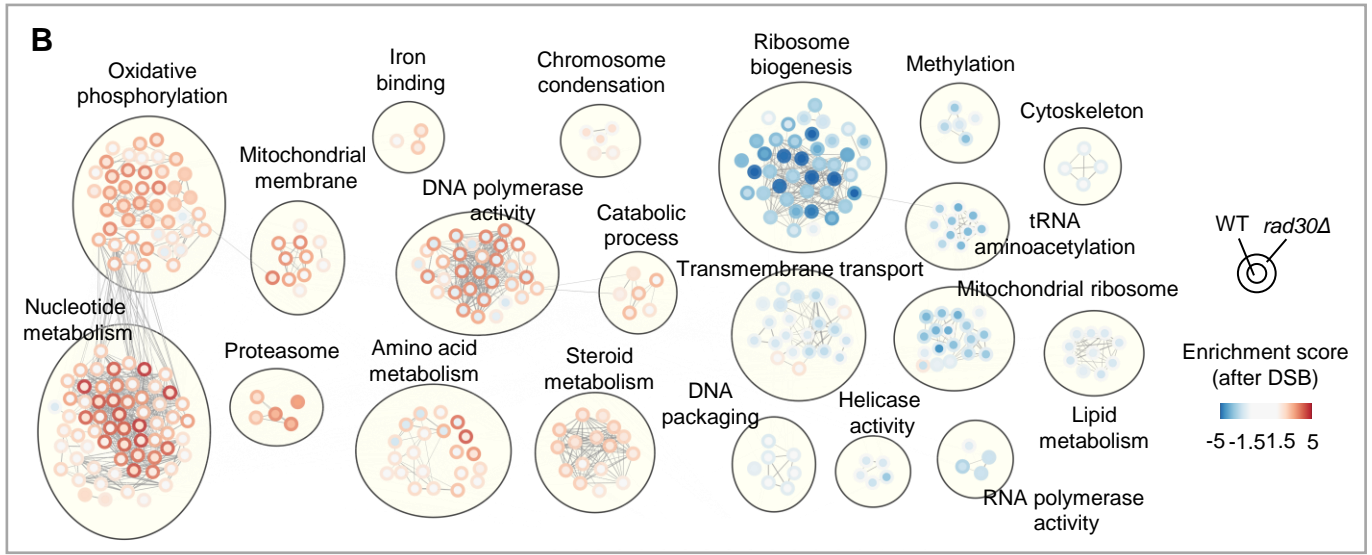 B
Oxidative
phosphorylation
Iron
binding
Chromosome
condensation
Ribosome
biogenesis
Methylation
Cytoskeleton
Mitochondrial
membrane
DNA polymerase
activity
Catabolic
process
tRNA
aminoacetylation
WT rad30Δ
Transmembrane transport
Mitochondrial ribosome
Nucleotide
metabolism
Proteasome
Amino acid
metabolism
Steroid
metabolism
DNA
packaging
Helicase
activity
Lipid
metabolism
RNA polymerase
activity
Enrichment score
(after DSB)
-5 -1.51.5 5